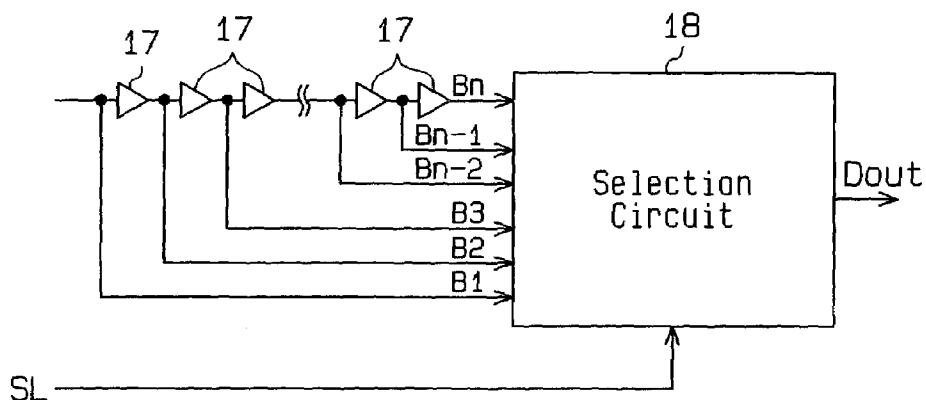 17
17
17
18
Bn
Bn-1
Bn-2
B3
B2
B1
Selection
Circuit
Dout
SL